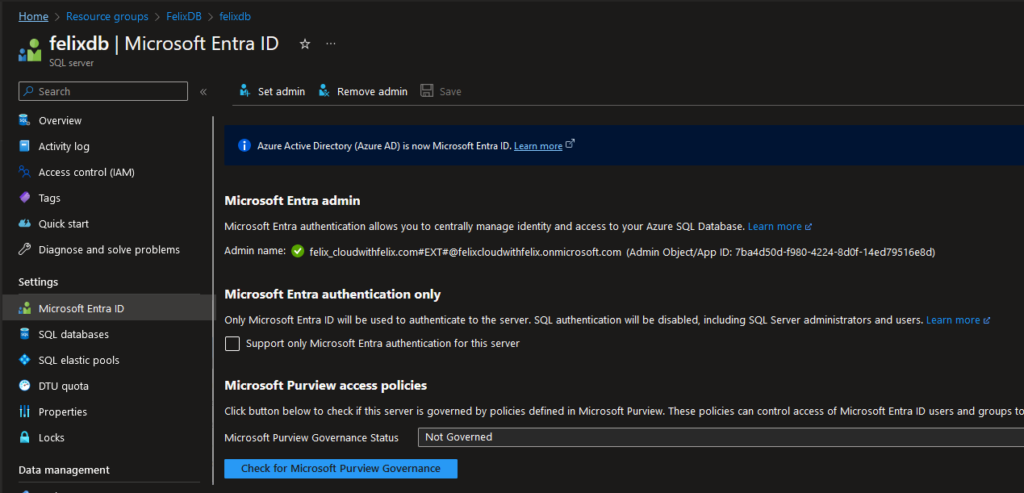 Home > Resource groups > FelixDB > felixdb
felixdb | Microsoft Entra ID
SQL server
Search
Set admin
Remove admin
Save
Overview
Activity log
Access control (IAM)
Tags
Quick start
Diagnose and solve problems
Settings
Microsoft Entra ID
SQL databases
SQL elastic pools
DTU quota
Properties
Locks
Data management
Azure Active Directory (Azure AD) is now Microsoft Entra ID. Learn more
Microsoft Entra admin
Microsoft Entra authentication allows you to centrally manage identity and access to your Azure SQL Database. Learn more
Admin name: felix_cloudwithfelix.com#EXT#@felixcloudwithfelix.onmicrosoft.com (Admin Object/App ID: 7ba4d50d-f980-4224-8d0f-14ed79516e8d)
Microsoft Entra authentication only
Only Microsoft Entra ID will be used to authenticate to the server. SQL authentication will be disabled, including SQL Server administrators and users. Learn more
Support only Microsoft Entra authentication for this server
Microsoft Purview access policies
Click button below to check if this server is governed by policies defined in Microsoft Purview. These policies can control access of Microsoft Entra ID users and groups to
Microsoft Purview Governance Status Not Governed
Check for Microsoft Purview Governance